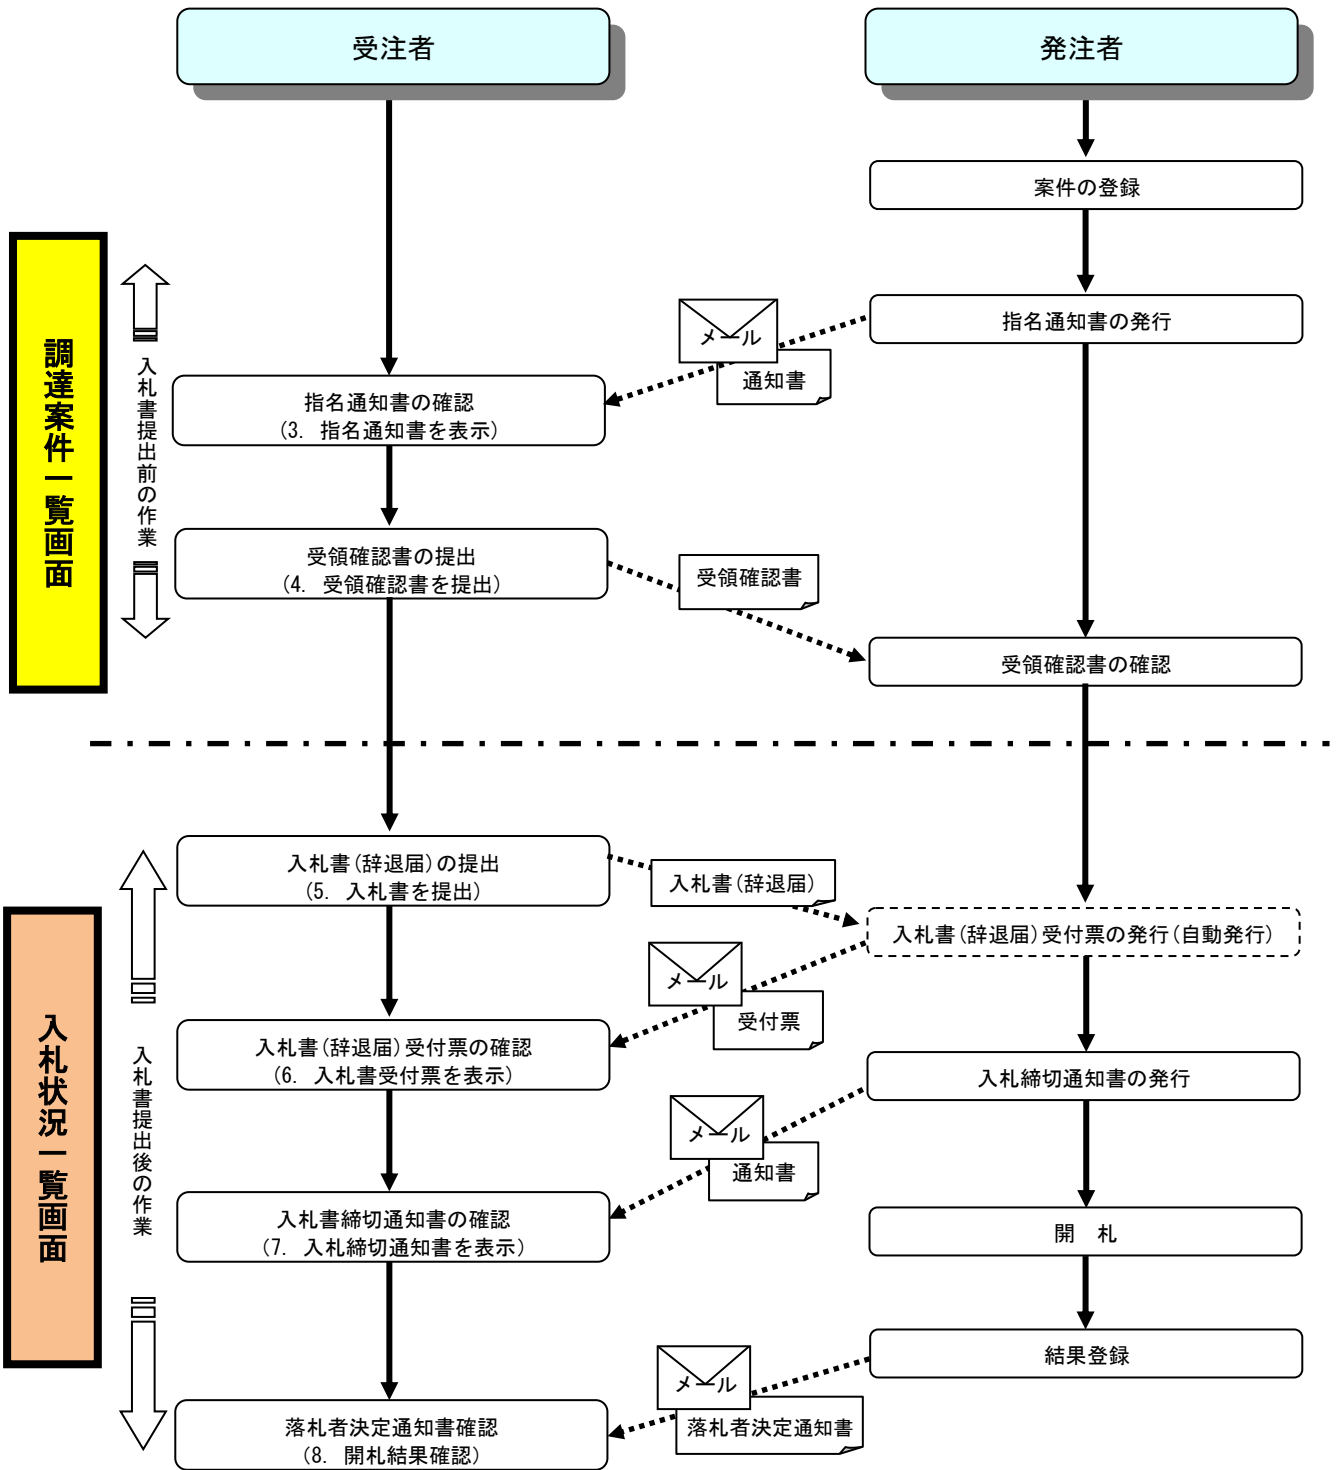 受注者
発注者
案件の登録
指名通知書の発行
メール
通知書
調達案件一覧画面
入札書提出前の作業
指名通知書の確認
(3. 指名通知書を表示)
受領確認書の提出
(4. 受領確認書を提出)
受領確認書
受領確認書の確認
入札書(辞退届)の提出
(5. 入札書を提出)
入札書(辞退届)
入札書(辞退届)受付票の発行(自動発行)
メール
受付票
入札状況一覧画面
入札書提出後の作業
入札書(辞退届)受付票の確認
(6. 入札書受付票を表示)
入札締切通知書の発行
メール
通知書
入札書締切通知書の確認
(7. 入札締切通知書を表示)
開　札
結果登録
メール
落札者決定通知書
落札者決定通知書確認
(8. 開札結果確認)